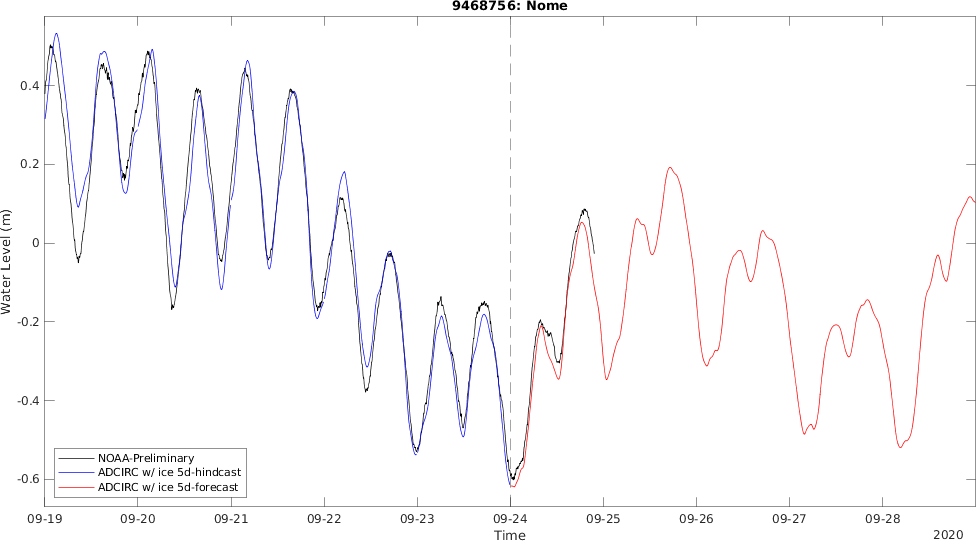 9468756: Nome
Water Level (m)
0.4
0.2
0
-0.2
-0.4
-0.6
NOAA-Preliminary
ADCIRC w/ ice 5d-hindcast
ADCIRC w/ ice 5d-forecast
09-19 09-20 09-21 09-22 09-23 09-24 09-25 09-26 09-27 09-28
Time
2020